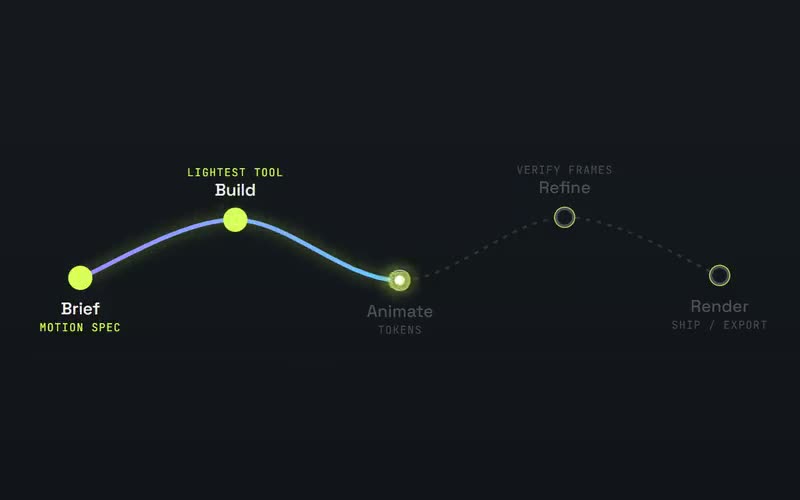 Brief
MOTION SPEC
LIGHTEST TOOL
Build
Animate
TOKENS
VERIFY FRAMES
Refine
Render
SHIP / EXPORT